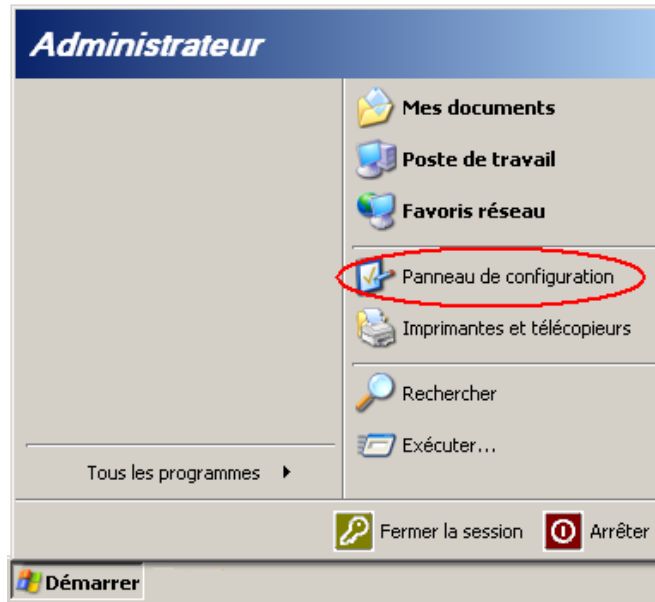 Administrateur
Mes documents
Poste de travail
Favoris réseau
Panneau de configuration
Imprimantes et télécopieurs
Rechercher
Exécuter...
Tous les programmes
Fermer la session
Arrêter
Démarrer